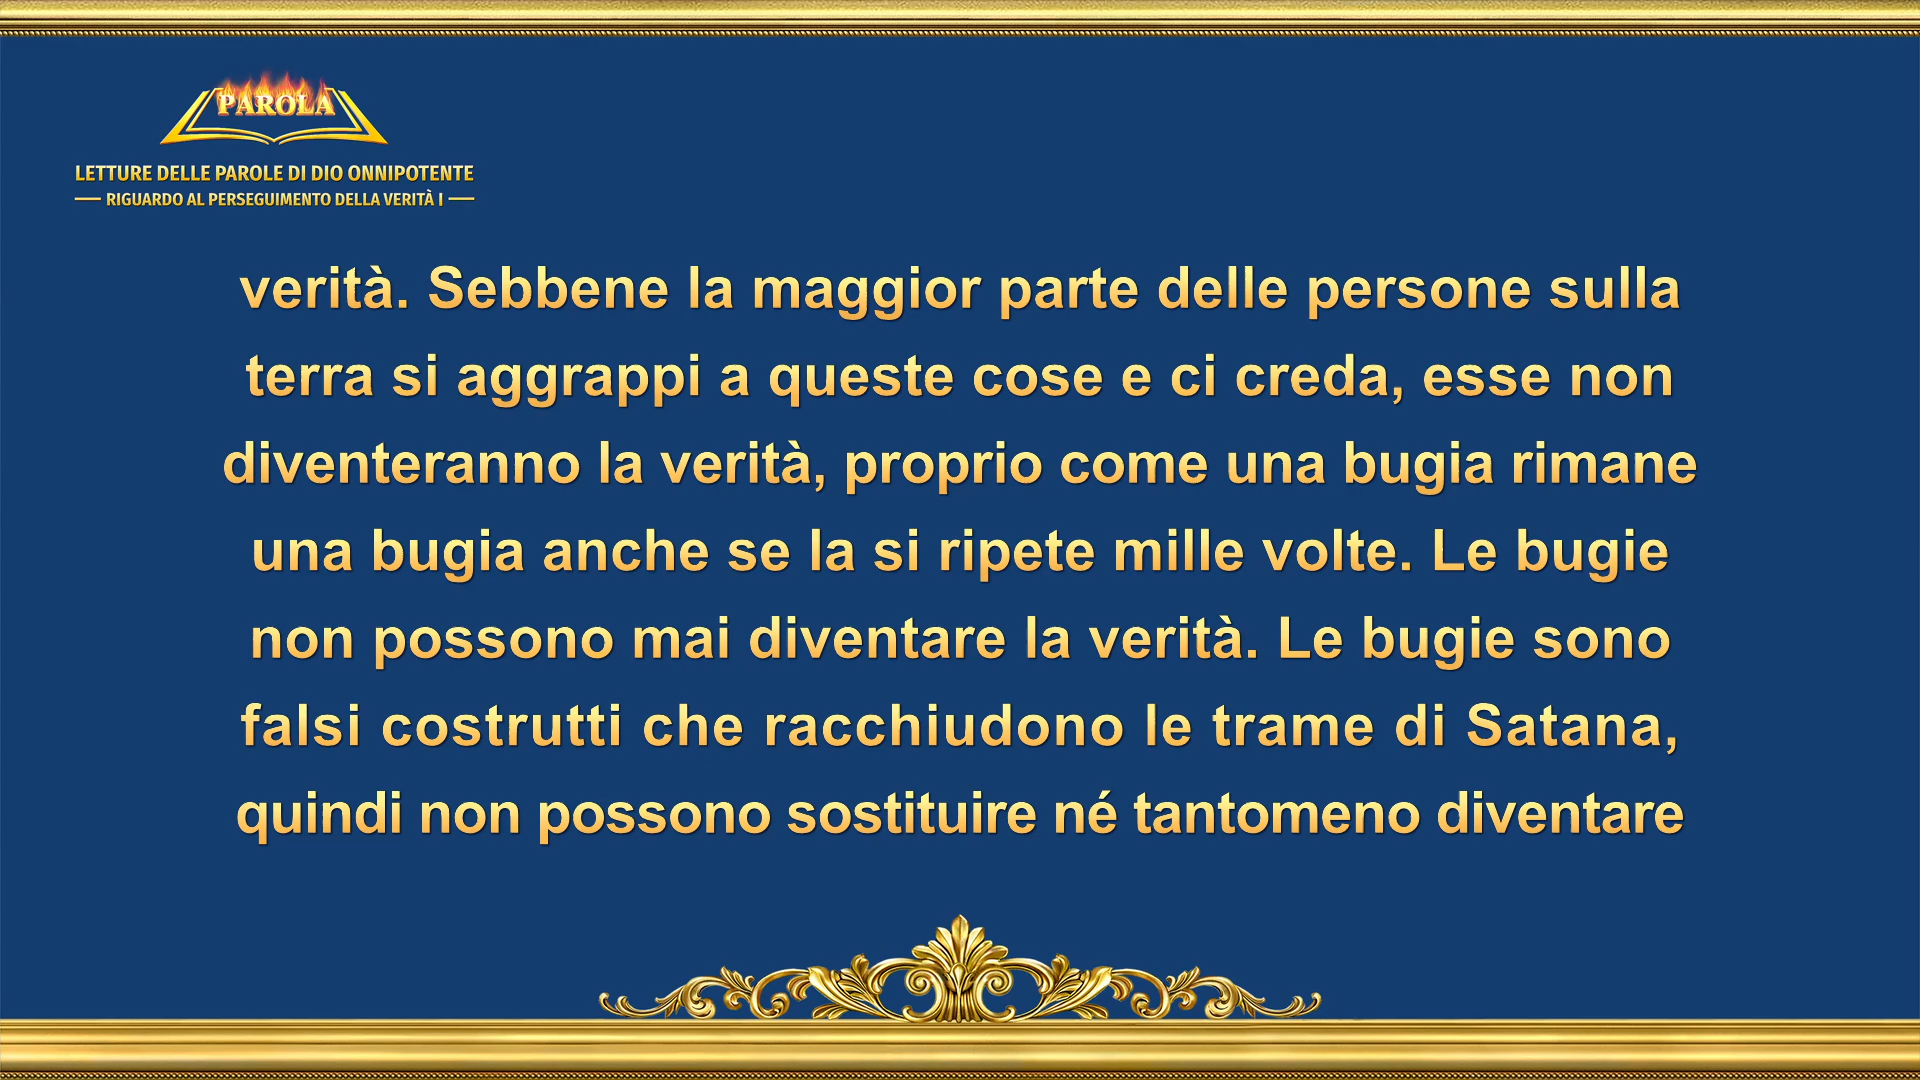 PAROLA
LETTURE DELLE PAROLE DI DIO ONNIPOTENTE
RIGUARDO AL PERSEGUIMENTO DELLA VERITÀ I
verità. Sebbene la maggior parte delle persone sulla
terra si aggrappi a queste cose e ci creda, esse non
diventeranno la verità, proprio come una bugia rimane
una bugia anche se la si ripete mille volte. Le bugie
non possono mai diventare la verità. Le bugie sono
falsi costrutti che racchiudono le trame di Satana,
quindi non possono sostituire né tantomeno diventare